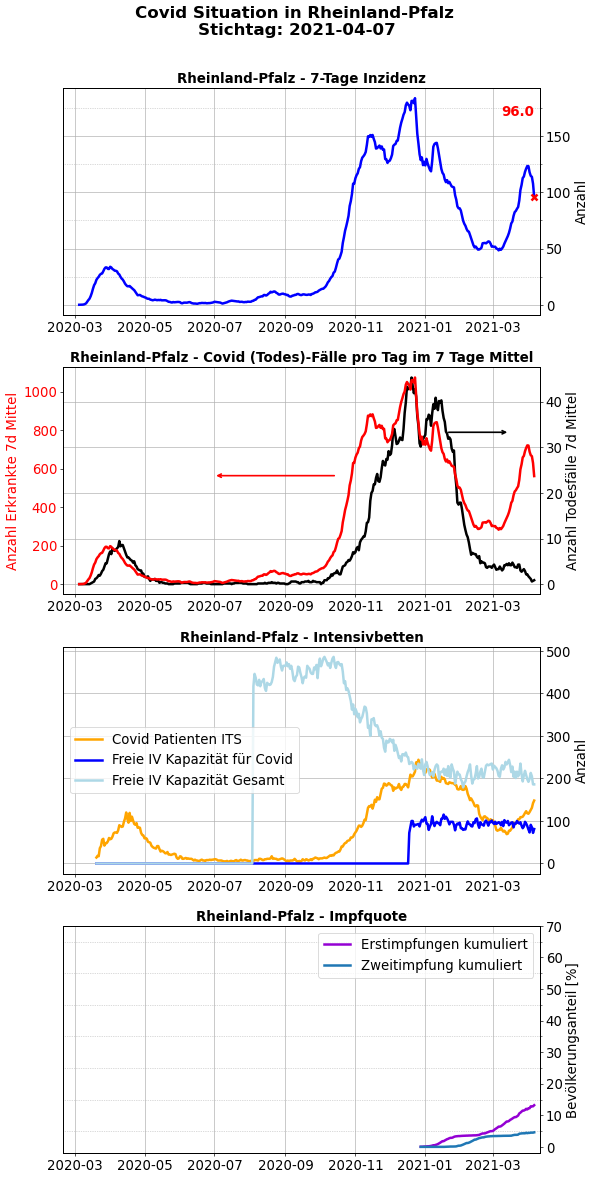 Covid Situation in Rheinland-Pfalz
Stichtag: 2021-04-07
Rheinland-Pfalz - 7-Tage Inzidenz
96.0
150
100
50
0
Anzahl
2020-03 2020-05 2020-07 2020-09 2020-11 2021-01 2021-03
Rheinland-Pfalz - Covid (Todes)-Fälle pro Tag im 7 Tage Mittel
Anzahl Erkrankte 7d Mittel
1000
800
600
400
200
0
40
30
20
10
0
Anzahl Todesfälle 7d Mittel
2020-03 2020-05 2020-07 2020-09 2020-11 2021-01 2021-03
Rheinland-Pfalz - Intensivbetten
Covid Patienten ITS
Freie IV Kapazität für Covid
Freie IV Kapazität Gesamt
500
400
300
200
100
0
Anzahl
2020-03 2020-05 2020-07 2020-09 2020-11 2021-01 2021-03
Rheinland-Pfalz - Impfquote
Erstimpfungen kumuliert
Zweitimpfung kumuliert
70
60
50
40
30
20
10
0
Bevölkerungsanteil [%]
2020-03 2020-05 2020-07 2020-09 2020-11 2021-01 2021-03